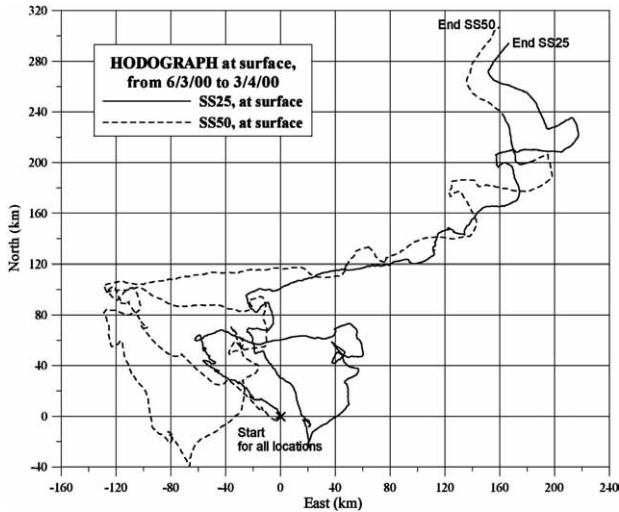 End SS50
End SS25
HODOGRAPH at surface,
from 6/3/00 to 3/4/00
SS25, at surface
SS50, at surface
Start
for all locations
North (km)
320
280
240
200
160
120
80
40
0
-40
-160 -120 -80 -40 0 40 80 120 160 200 240
East (km)